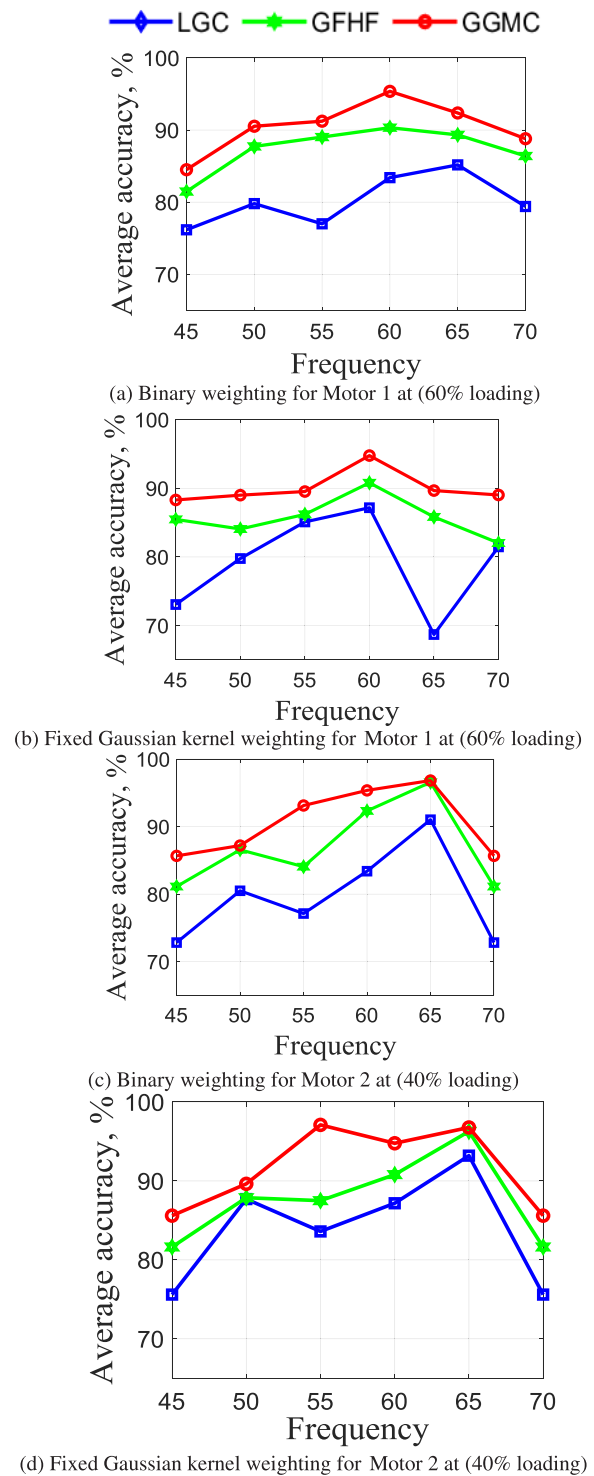 LGC GFHF GGMC
100
90
80
70
45 50 55 60 65 70
Average accuracy, %
Frequency
(a) Binary weighting for Motor 1 at (60% loading)
100
90
80
70
45 50 55 60 65 70
Average accuracy, %
Frequency
(b) Fixed Gaussian kernel weighting for Motor 1 at (60% loading)
100
90
80
70
45 50 55 60 65 70
Average accuracy, %
Frequency
(c) Binary weighting for Motor 2 at (40% loading)
100
90
80
70
45 50 55 60 65 70
Average accuracy, %
Frequency
(d) Fixed Gaussian kernel weighting for Motor 2 at (40% loading)